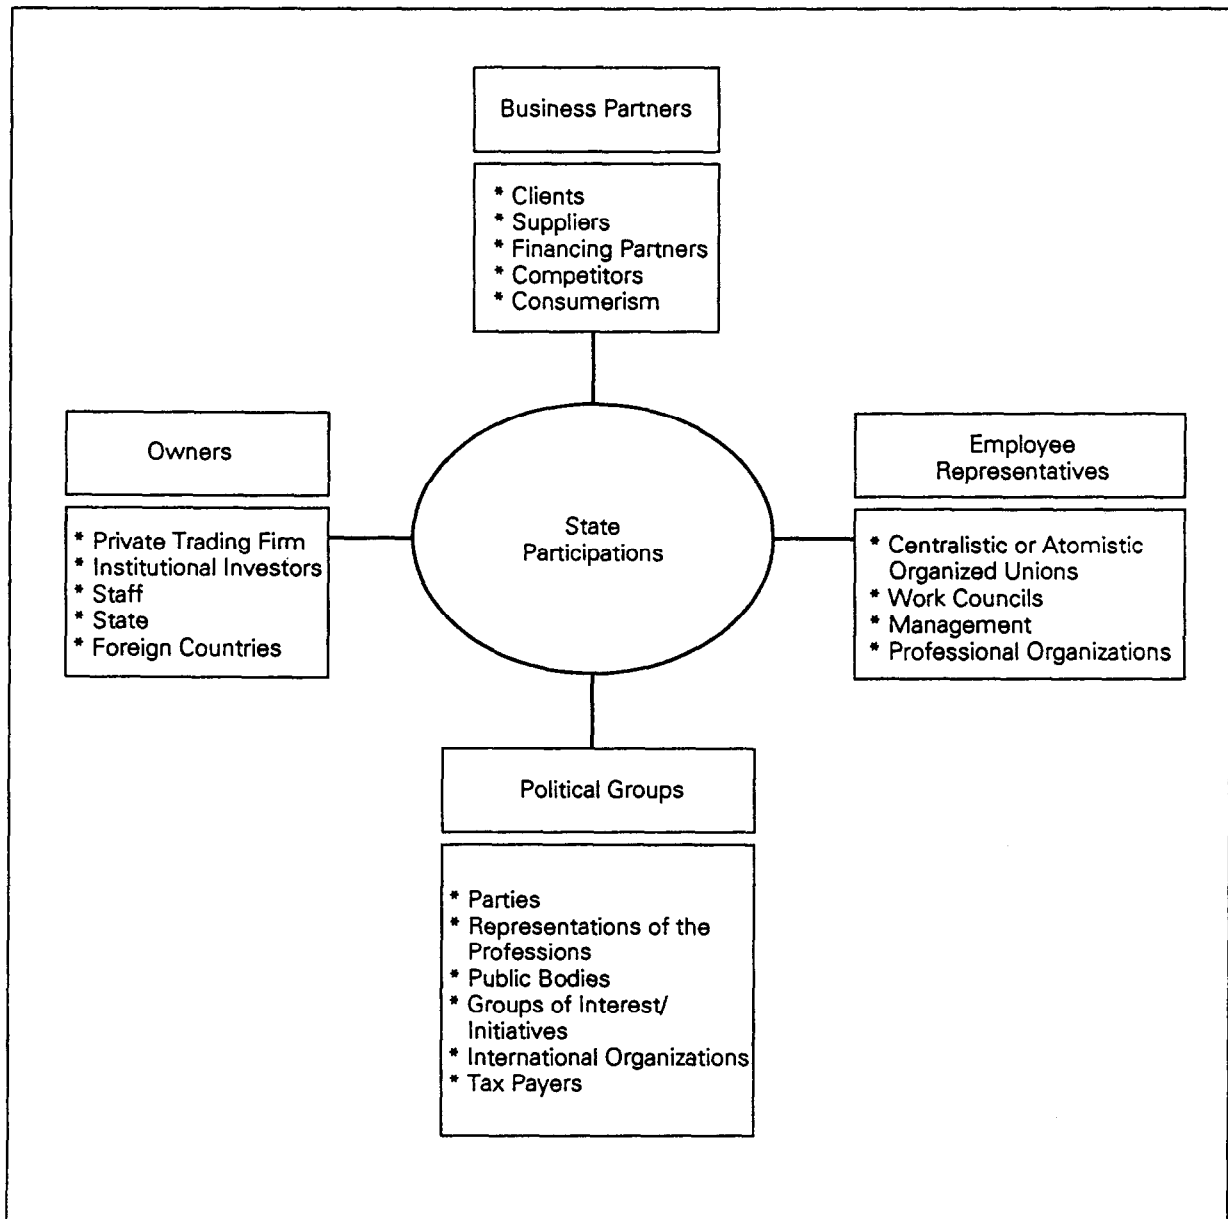 Business Partners
* Clients
* Suppliers
* Financing Partners
* Competitors
* Consumerism
Owners
* Private Trading Firm
* Institutional Investors
* Staff
* State
* Foreign Countries
State
Participations
Employee
Representatives
* Centralistic or Atomistic
Organized Unions
* Work Councils
* Management
* Professional Organizations
Political Groups
* Parties
* Representations of the
Professions
* Public Bodies
* Groups of Interest/
Initiatives
* International Organizations
* Tax Payers